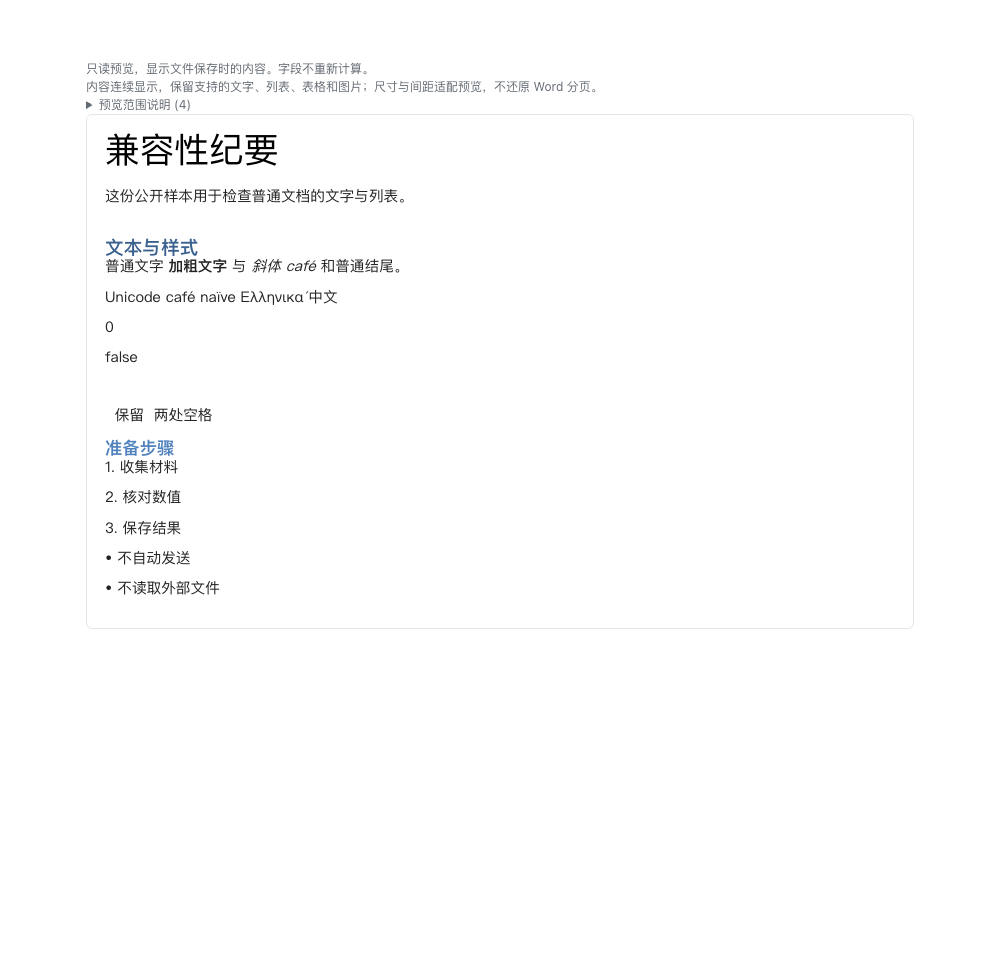 只读预览，显示文件保存时的内容。字段不重新计算。
内容连续显示，保留支持的文字、列表、表格和图片；尺寸与间距适配预览，不还原 Word 分页。
▶ 预览范围说明 (4)
兼容性纪要
这份公开样本用于检查普通文档的文字与列表。
文本与样式
普通文字 加粗文字 与 斜体 café 和普通结尾。
Unicode café naïve Ελληνικα´中文
0
false
保留  两处空格
准备步骤
1. 收集材料
2. 核对数值
3. 保存结果
• 不自动发送
• 不读取外部文件